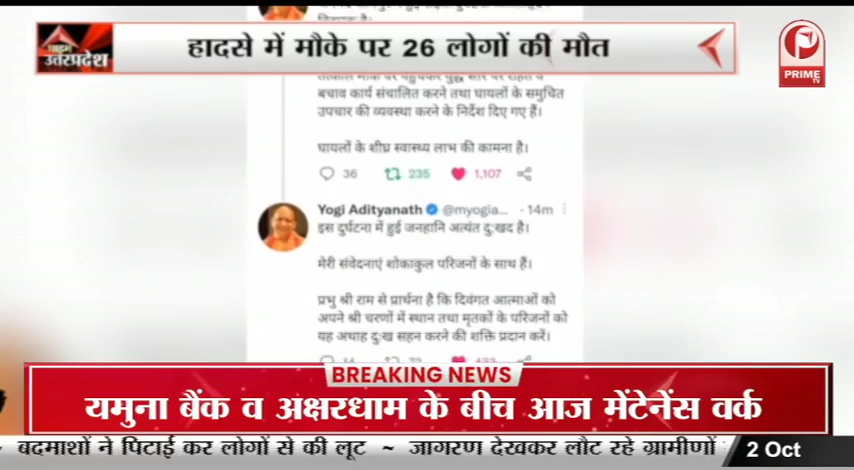 हादसे में मौके पर 26 लोगों की मौत
प्राइम
उत्तरप्रदेश
PRIME
TV
बचाव कार्य संचालित करने तथा घायलों के समुचित
उपचार की व्यवस्था करने के निर्देश दिए गए हैं।
घायलों के शीघ्र स्वास्थ्य लाभ की कामना है।
36 235 1,107
Yogi Adityanath @myogia... · 14m
इस दुर्घटना में हुई जनहानि अत्यंत दु:खद है।
मेरी संवेदनाएं शोकाकुल परिजनों के साथ हैं।
प्रभु श्री राम से प्रार्थना है कि दिवंगत आत्माओं को
अपने श्री चरणों में स्थान तथा मृतकों के परिजनों को
यह अथाह दु:ख सहन करने की शक्ति प्रदान करें।
BREAKING NEWS
यमुना बैंक व अक्षरधाम के बीच आज मेंटेनेंस वर्क
बदमाशों ने पिटाई कर लोगों से की लूट ~ जागरण देखकर लौट रहे ग्रामीणों
2 Oct